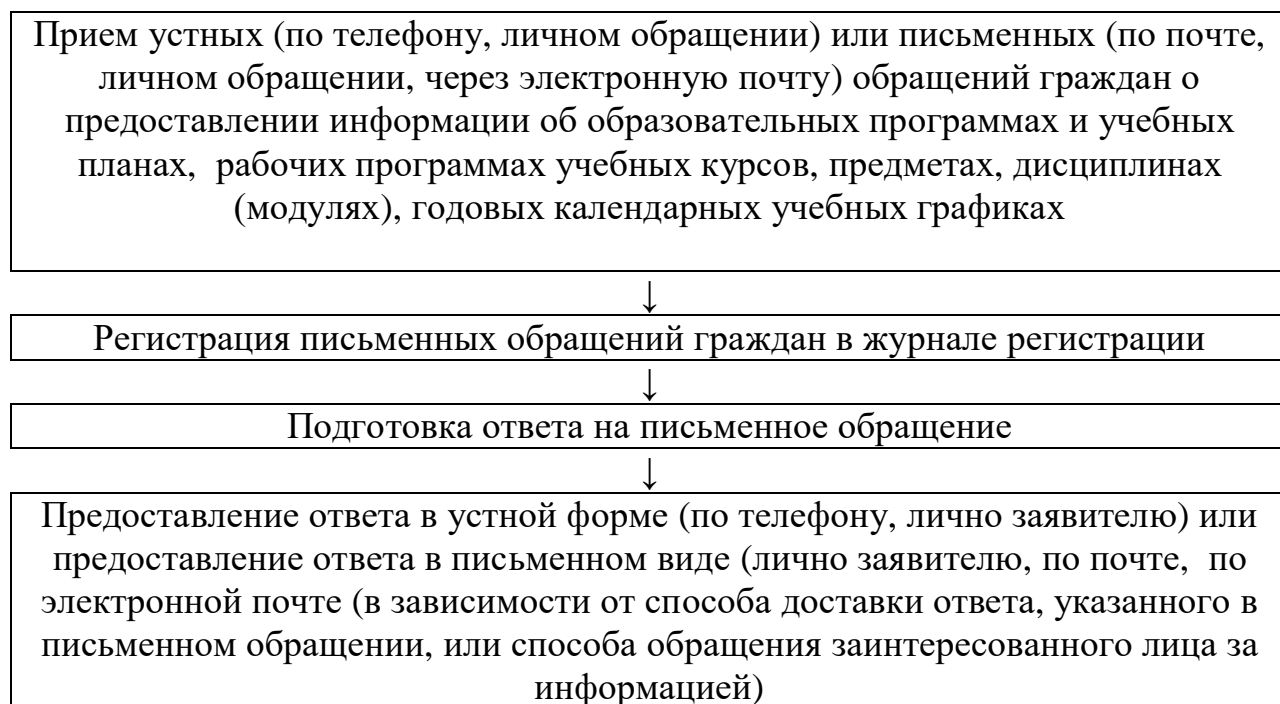 Прием устных (по телефону, личном обращении) или письменных (по почте,
личном обращении, через электронную почту) обращений граждан о
предоставлении информации об образовательных программах и учебных
планах,  рабочих программах учебных курсов, предметах, дисциплинах
(модулях), годовых календарных учебных графиках
↓
Регистрация письменных обращений граждан в журнале регистрации
↓
Подготовка ответа на письменное обращение
↓
Предоставление ответа в устной форме (по телефону, лично заявителю) или
предоставление ответа в письменном виде (лично заявителю, по почте,  по
электронной почте (в зависимости от способа доставки ответа, указанного в
письменном обращении, или способа обращения заинтересованного лица за
информацией)